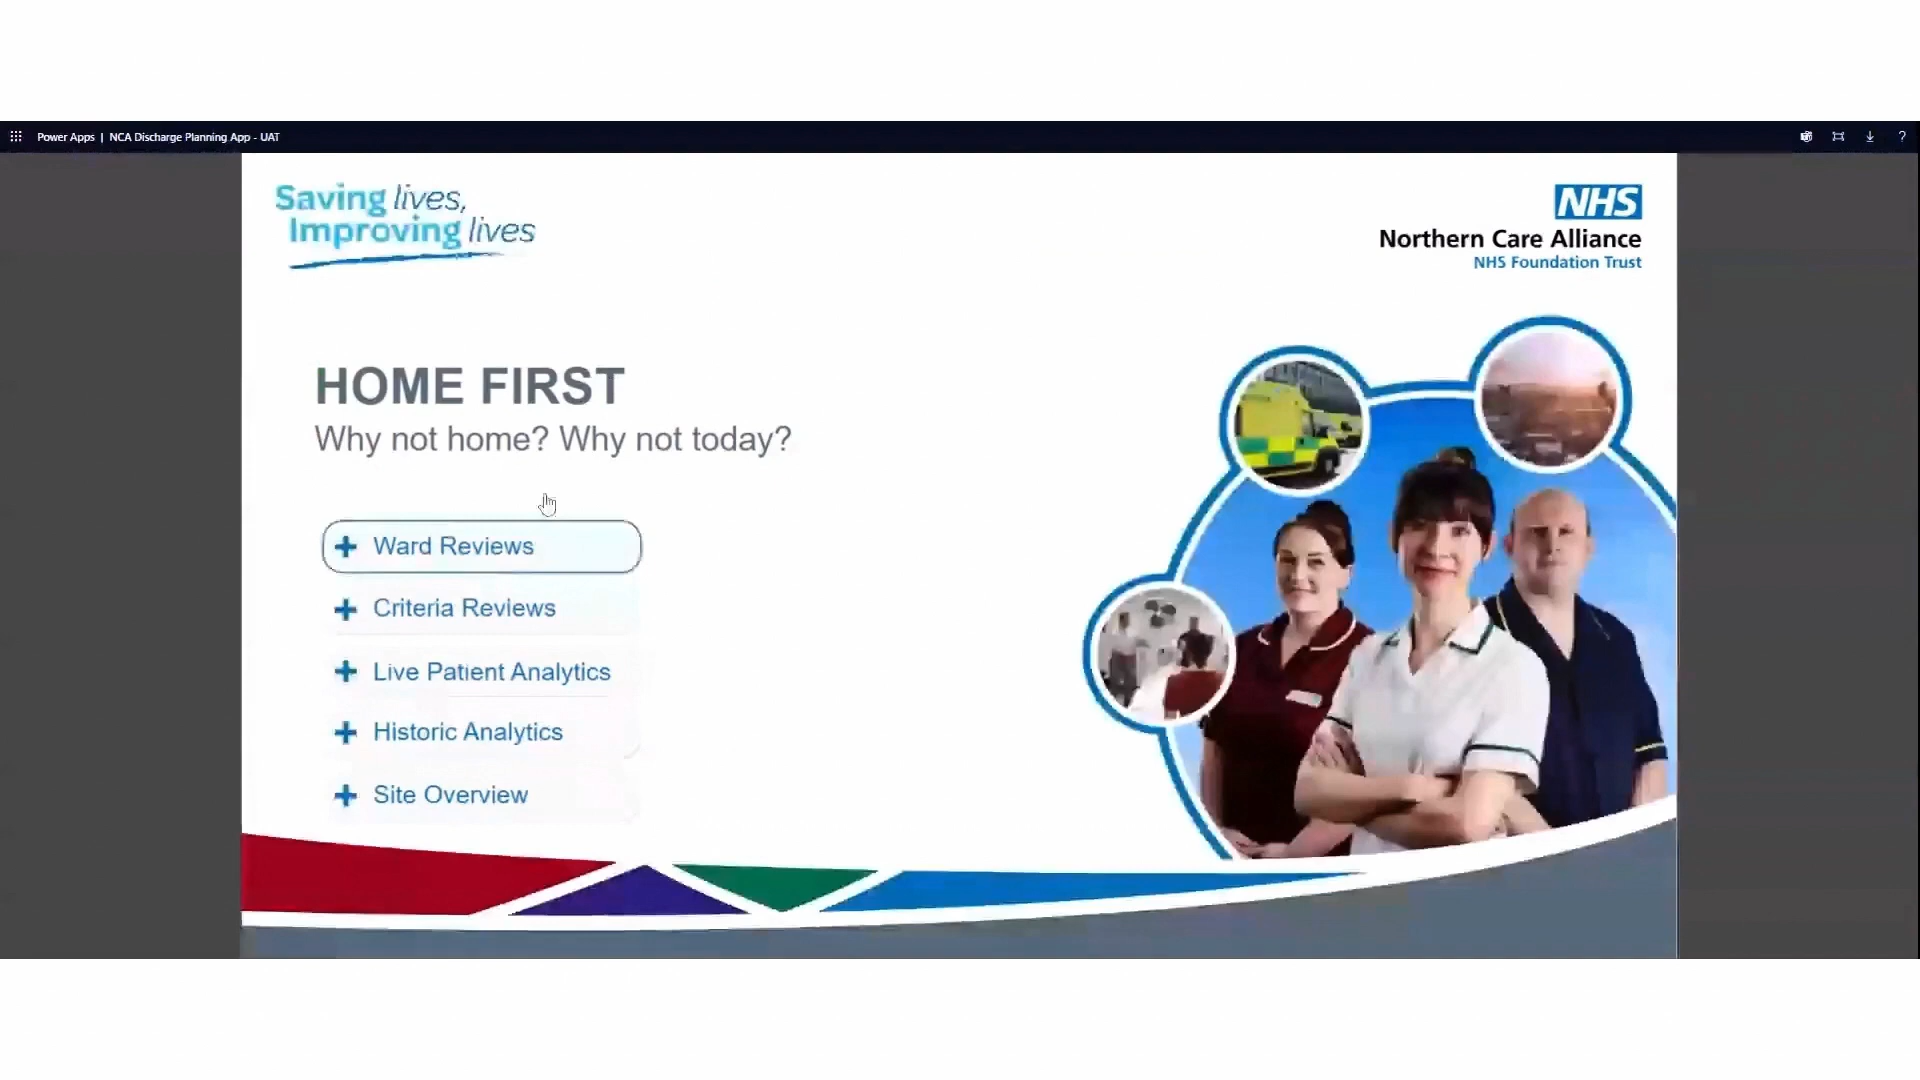 Power Apps | NCA Discharge Planning App - UAT
?
Saving lives,
Improving lives
NHS
Northern Care Alliance
NHS Foundation Trust
HOME FIRST
Why not home? Why not today?
Ward Reviews
Criteria Reviews
Live Patient Analytics
Historic Analytics
Site Overview